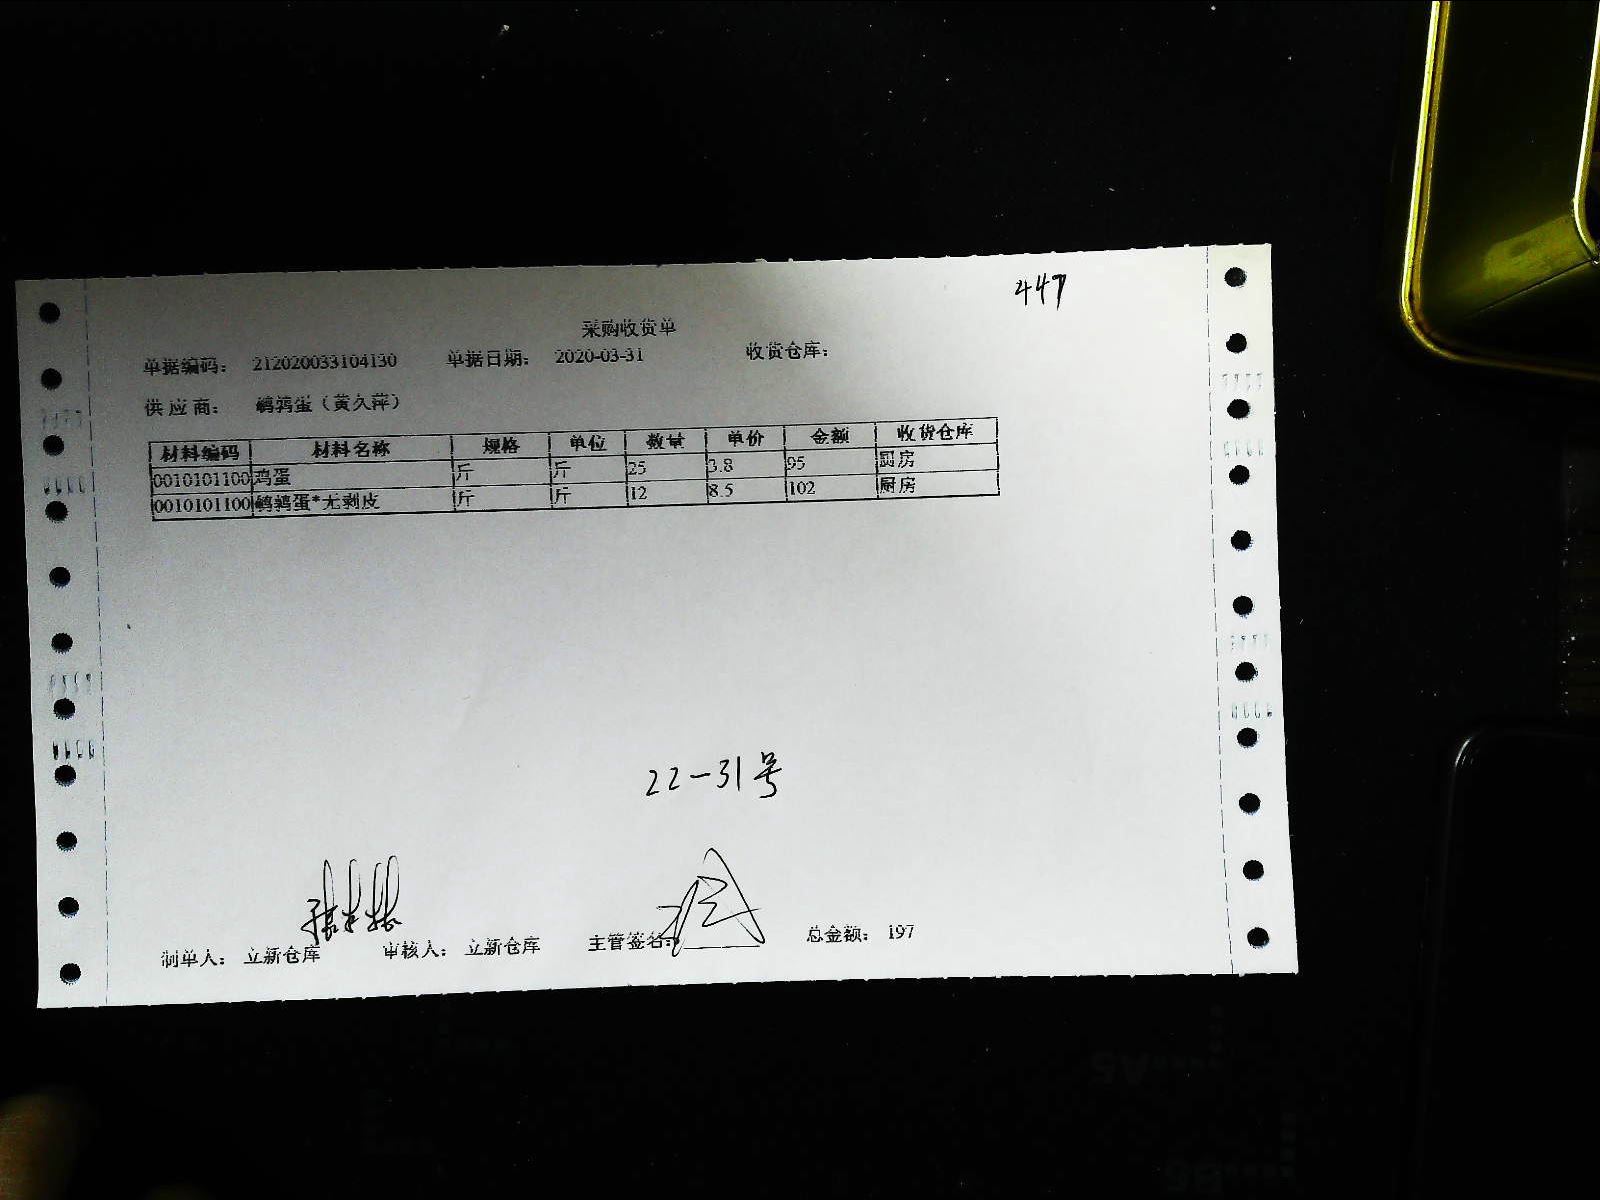 447
采购收货单
单据编码： 212020033104130 单据日期： 2020-03-31 收货仓库：
供 应 商： 鹌鹑蛋（黄久萍）
材料编码 材料名称 规格 单位 数量 单价 金额 收货仓库
0010101100 鸡蛋 斤 斤 25 3.8 95 厨房
0010101100 鹌鹑蛋*无剥皮 斤 斤 12 8.5 102 厨房
22-31号
制单人： 立新仓库 审核人： 立新仓库 主管签名： 总金额： 197